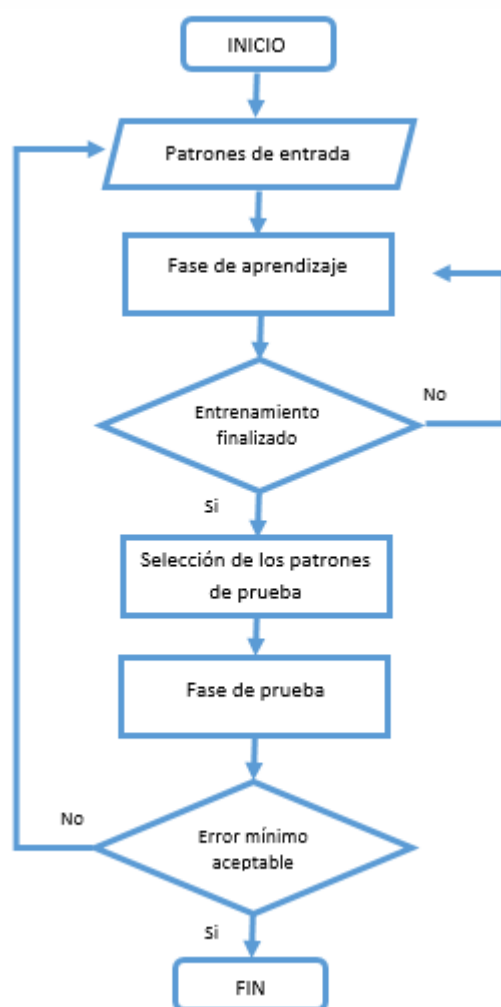 INICIO
Patrones de entrada
Fase de aprendizaje
Entrenamiento
finalizado
No
Si
Selección de los patrones
de prueba
Fase de prueba
No
Error mínimo
aceptable
Si
FIN